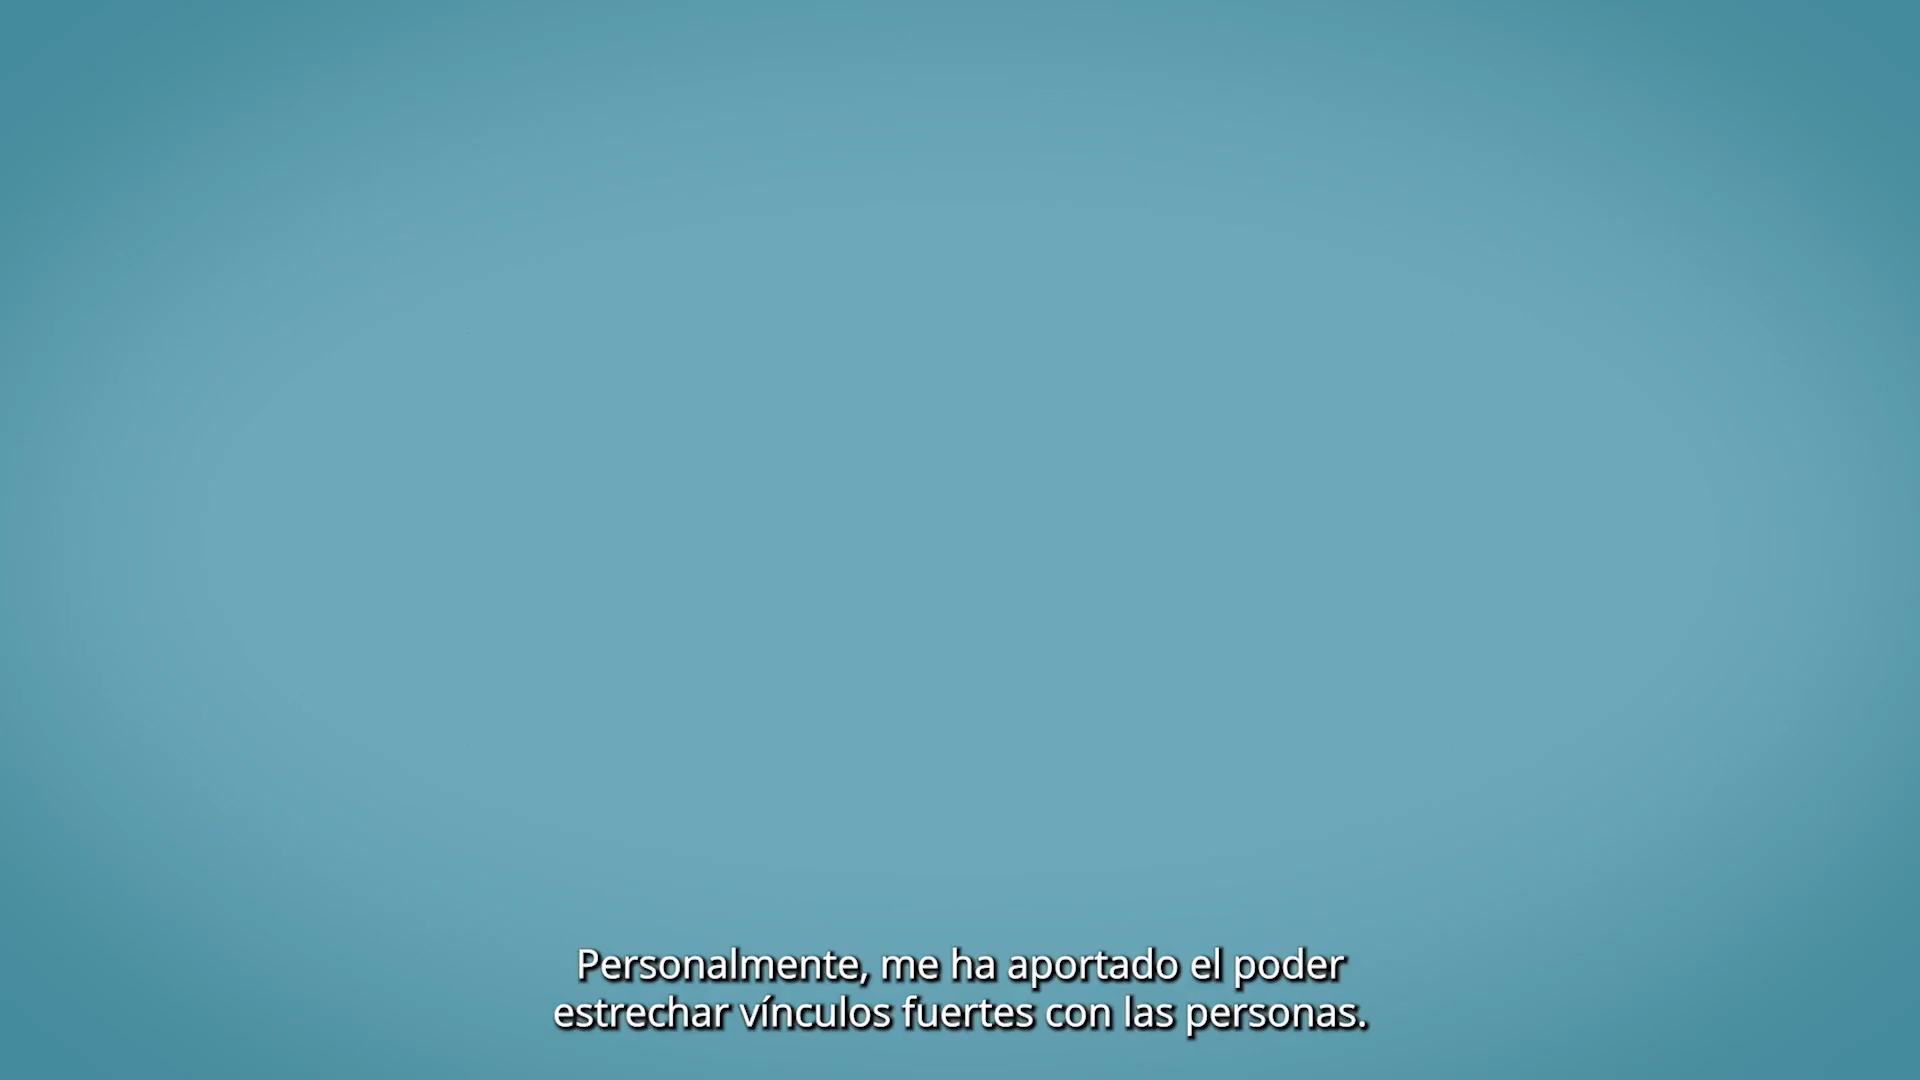 Personalmente, me ha aportado el poder
estrechar vínculos fuertes con las personas.